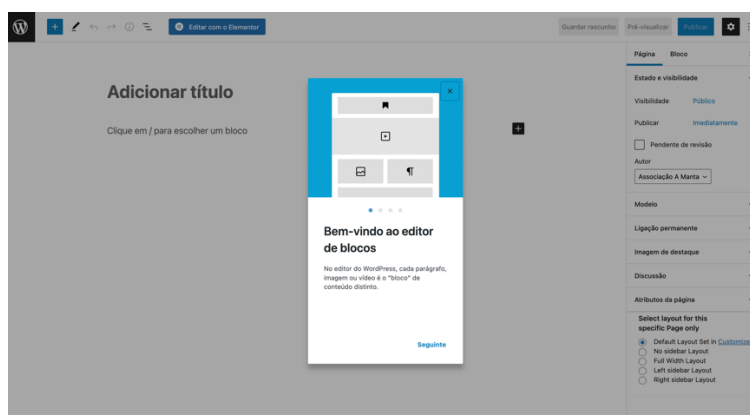 Editar com o Elementor
Guardar rascunho
Pré-visualizar
Publicar
Adicionar título
Clique em / para escolher um bloco
Bem-vindo ao editor
de blocos
No editor do WordPress, cada parágrafo,
imagem ou vídeo é o "bloco" de
conteúdo distinto.
Seguinte
Página Bloco
Estado e visibilidade
Visibilidade Público
Publicar Imediatamente
Pendente de revisão
Autor
Associação A Manta
Modelo
Ligação permanente
Imagem de destaque
Discussão
Atributos da página
Select layout for this
specific Page only
Default Layout Set in Customize
No sidebar Layout
Full Width Layout
Left sidebar Layout
Right sidebar Layout